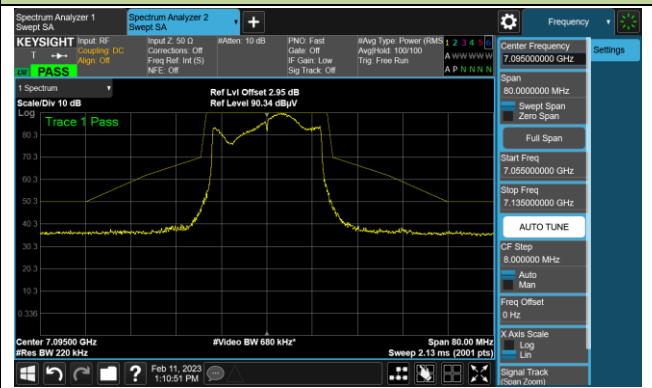 Spectrum Analyzer 1
Swept SA
Spectrum Analyzer 2
Swept SA
Frequency
KEYSIGHT Input: RF
Coupling: DC
Align: Off
PASS
Input Z: 50 Ω
Corrections: Off
Freq Ref: Int (S)
NFE: Off
#Atten: 10 dB
PNO: Fast
Gate: Off
IF Gain: Low
Sig Track: Off
#Avg Type: Power (RMS
Avg|Hold: 100/100
Trig: Free Run
1 2 3 4 5 6
A W W W W W
A P N N N N
Center Frequency
7.095000000 GHz
Settings
Span
80.0000000 MHz
Swept Span
Zero Span
Full Span
Start Freq
7.055000000 GHz
Stop Freq
7.135000000 GHz
AUTO TUNE
CF Step
8.000000 MHz
Auto
Man
Freq Offset
0 Hz
X Axis Scale
Log
Lin
Signal Track
(Span Zoom)
1 Spectrum
Scale/Div 10 dB
Ref Lvl Offset 2.95 dB
Ref Level 90.34 dBµV
Log
Trace 1 Pass
80.3
70.3
60.3
50.3
40.3
30.3
20.3
10.3
0.336
Center 7.09500 GHz
#Res BW 220 kHz
#Video BW 680 kHz*
Span 80.00 MHz
Sweep 2.13 ms (2001 pts)
Feb 11, 2023
1:10:51 PM